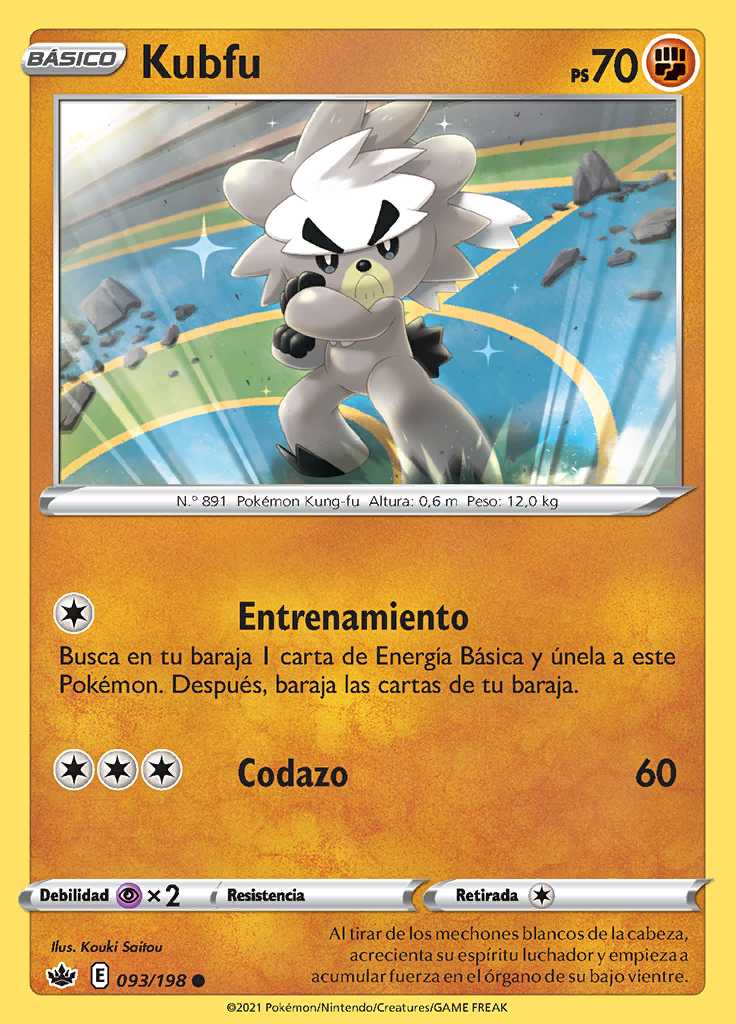 BÁSICO Kubfu PS70
N.º 891 Pokémon Kung-fu Altura: 0,6 m Peso: 12,0 kg
Entrenamiento
Busca en tu baraja 1 carta de Energía Básica y únela a este
Pokémon. Después, baraja las cartas de tu baraja.
Codazo 60
Debilidad ×2 Resistencia Retirada
Ilus. Kouki Saitou
Al tirar de los mechones blancos de la cabeza,
acrecienta su espíritu luchador y empieza a
acumular fuerza en el órgano de su bajo vientre.
E 093/198
©2021 Pokémon/Nintendo/Creatures/GAME FREAK